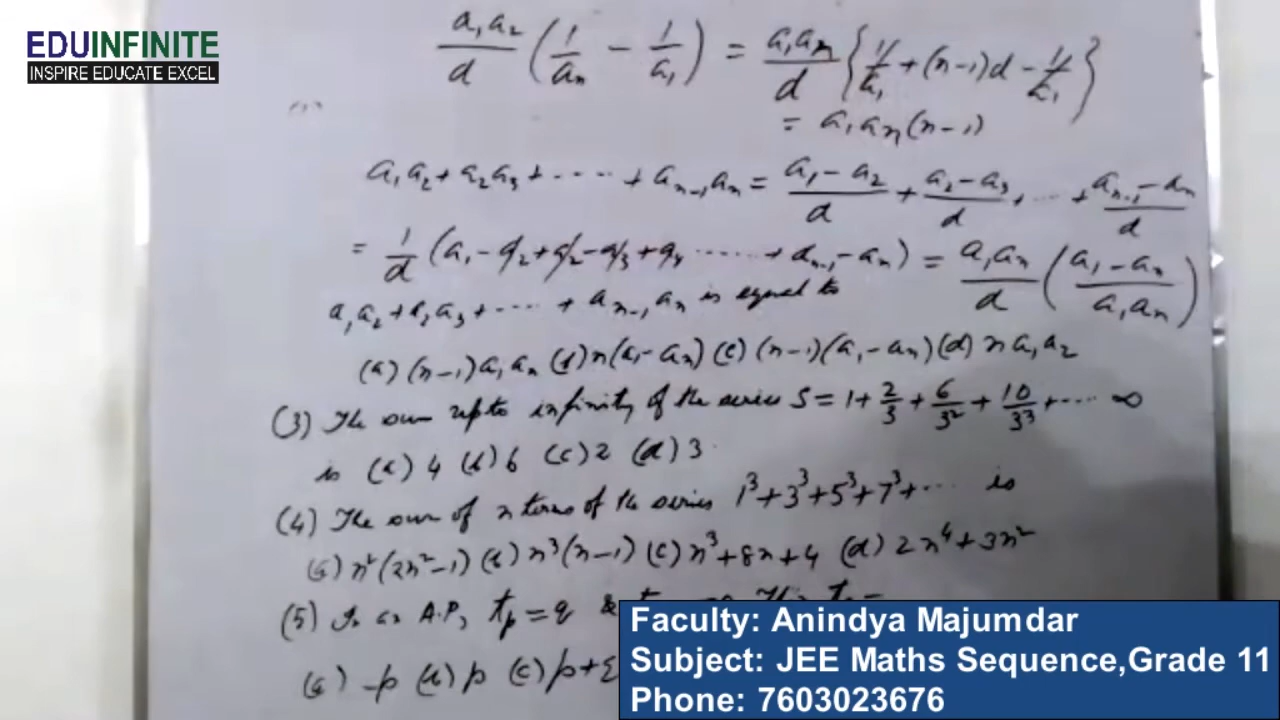 EDUINFINITE
INSPIRE EDUCATE EXCEL
a₁a₂/d (1/aₙ − 1/a₁) = a₁aₙ/d {1/a₁ + (n−1)d − 1/a₁}
= a₁aₙ(n−1)
a₁a₂ + a₂a₃ + ---- + aₙ₋₁aₙ = (a₁−a₂)/d + (a₂−a₃)/d + ... + (aₙ₋₁−aₙ)/d
= 1/d (a₁ − a₂ + a₂ − a₃ + a₃ ...... + aₙ₋₁ − aₙ) = a₁aₙ/d ((a₁−aₙ)/(a₁aₙ))
a₁a₂ + a₂a₃ + ---- + aₙ₋₁aₙ is equal to
(a) (n−1)a₁aₙ (b) n(a₁−aₙ) (c) (n−1)(a₁−aₙ) (d) n a₁a₂
(3) The sum upto infinity of the series S = 1 + 2/3 + 6/3² + 10/3³ + .... ∞
is (a) 4 (b) 6 (c) 2 (d) 3.
(4) The sum of n terms of the series 1³+3³+5³+7³+... is
(a) n²(2n²−1) (b) n³(n−1) (c) n³+8n+4 (d) 2n⁴+3n²
(5) In an A.P, tₚ = q &
(a) −p (b) p (c) p+q
Faculty: Anindya Majumdar
Subject: JEE Maths Sequence,Grade 11
Phone: 7603023676